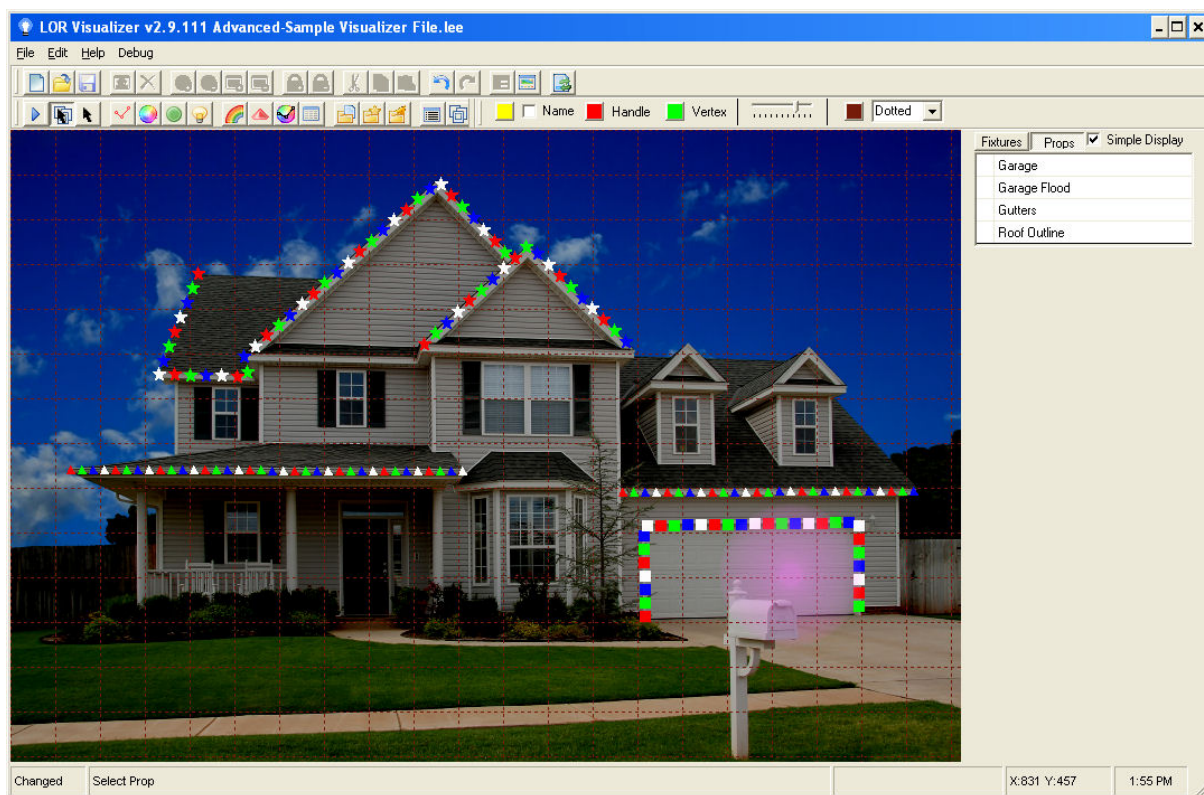 LOR Visualizer v2.9.111 Advanced-Sample Visualizer File.lee
File Edit Help Debug
Name Handle Vertex Dotted
Fixtures Props Simple Display
Garage
Garage Flood
Gutters
Roof Outline
Changed Select Prop X:831 Y:457 1:55 PM